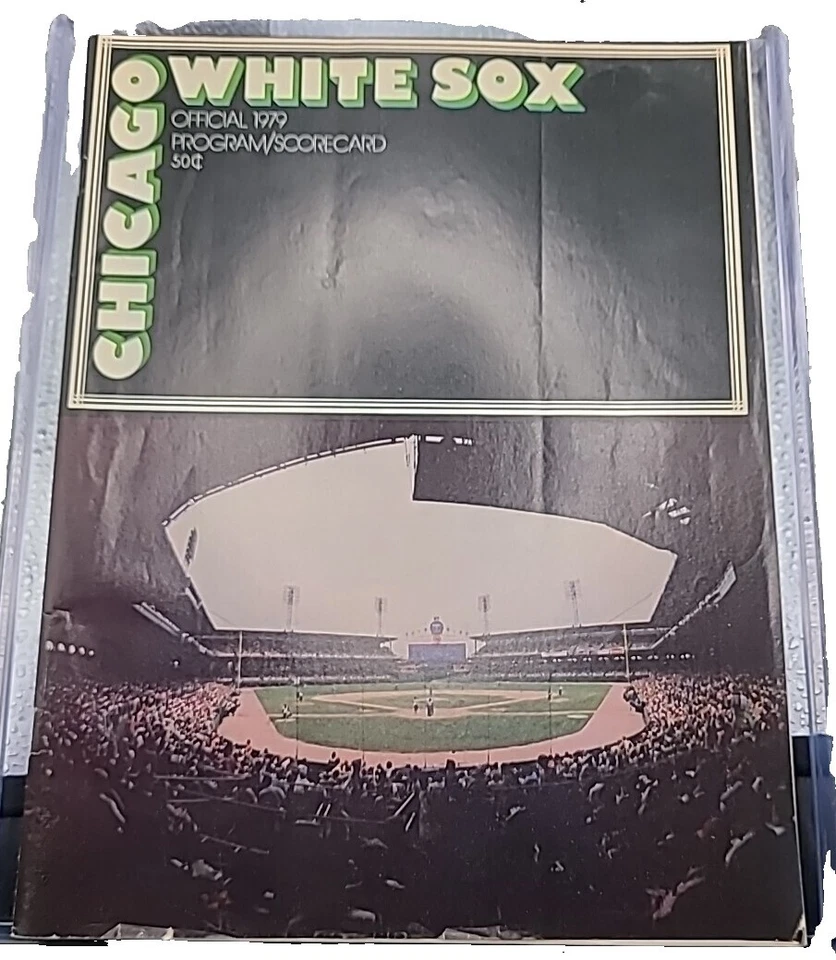 CHICAGO
WHITE SOX
OFFICIAL 1979
PROGRAM/SCORECARD
50¢